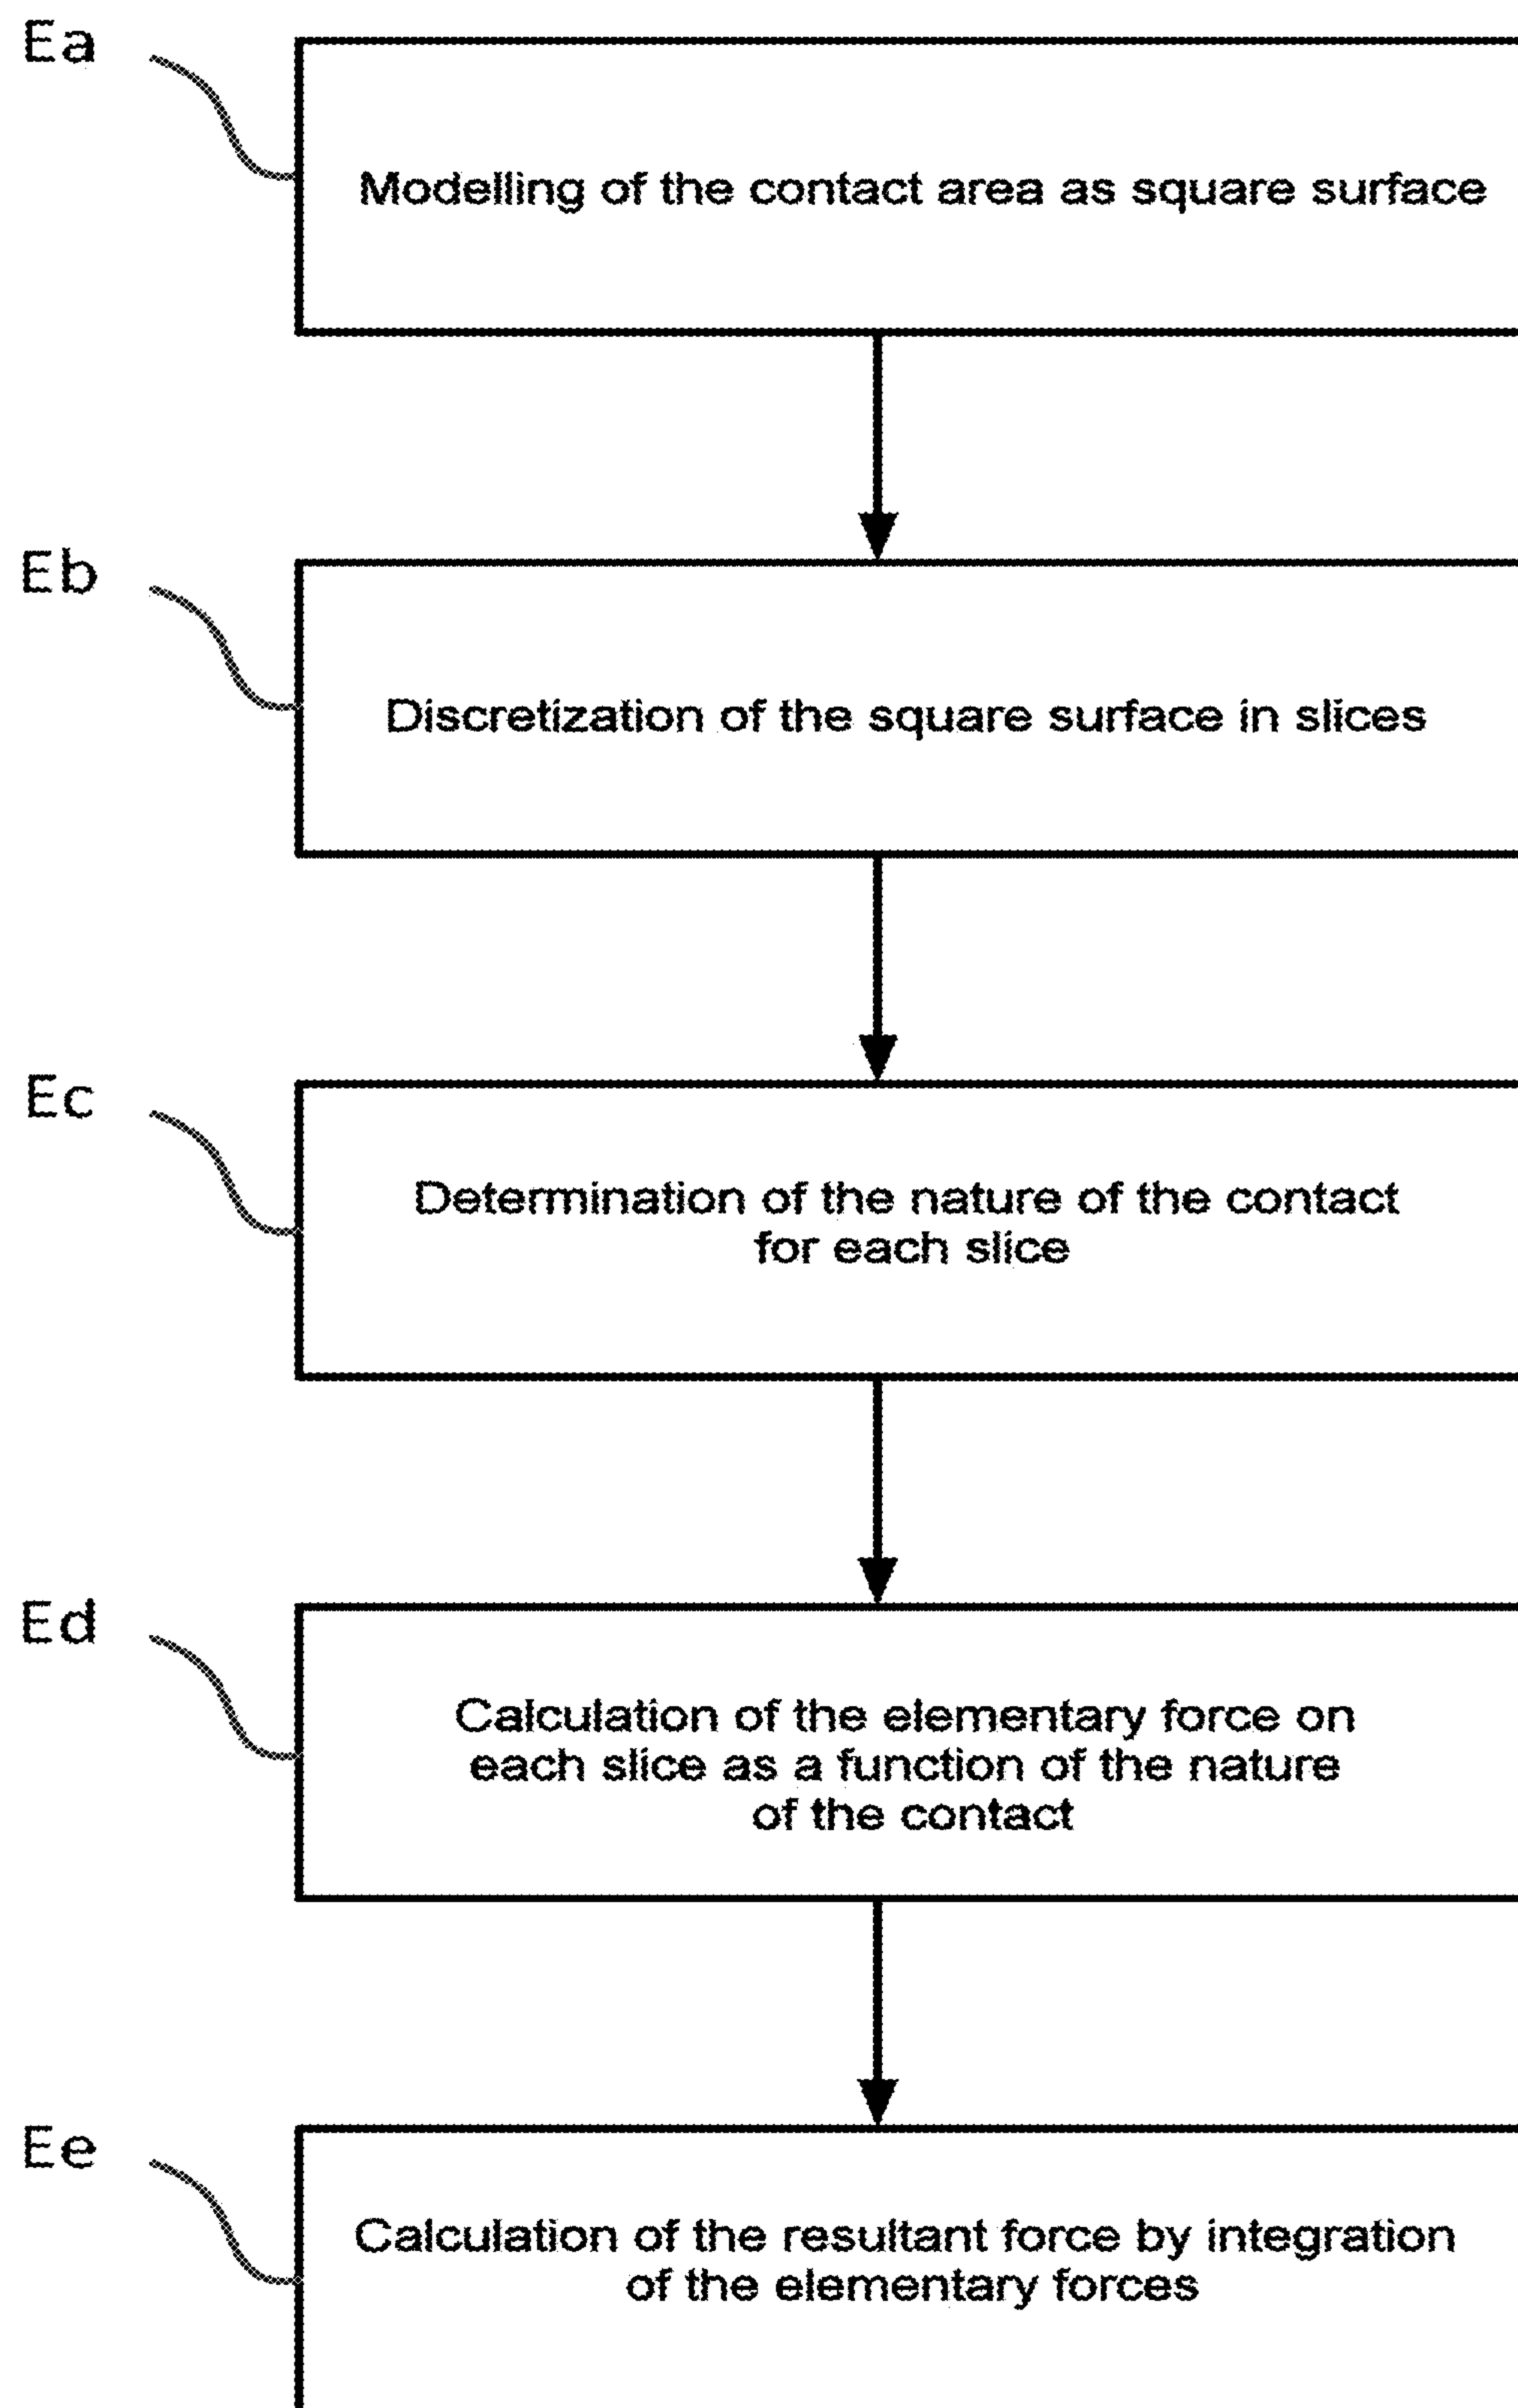 Ea
Modelling of the contact area as square surface
Eb
Discretization of the square surface in slices
Ec
Determination of the nature of the contact
for each slice
Ed
Calculation of the elementary force on
each slice as a function of the nature
of the contact
Ee
Calculation of the resultant force by integration
of the elementary forces